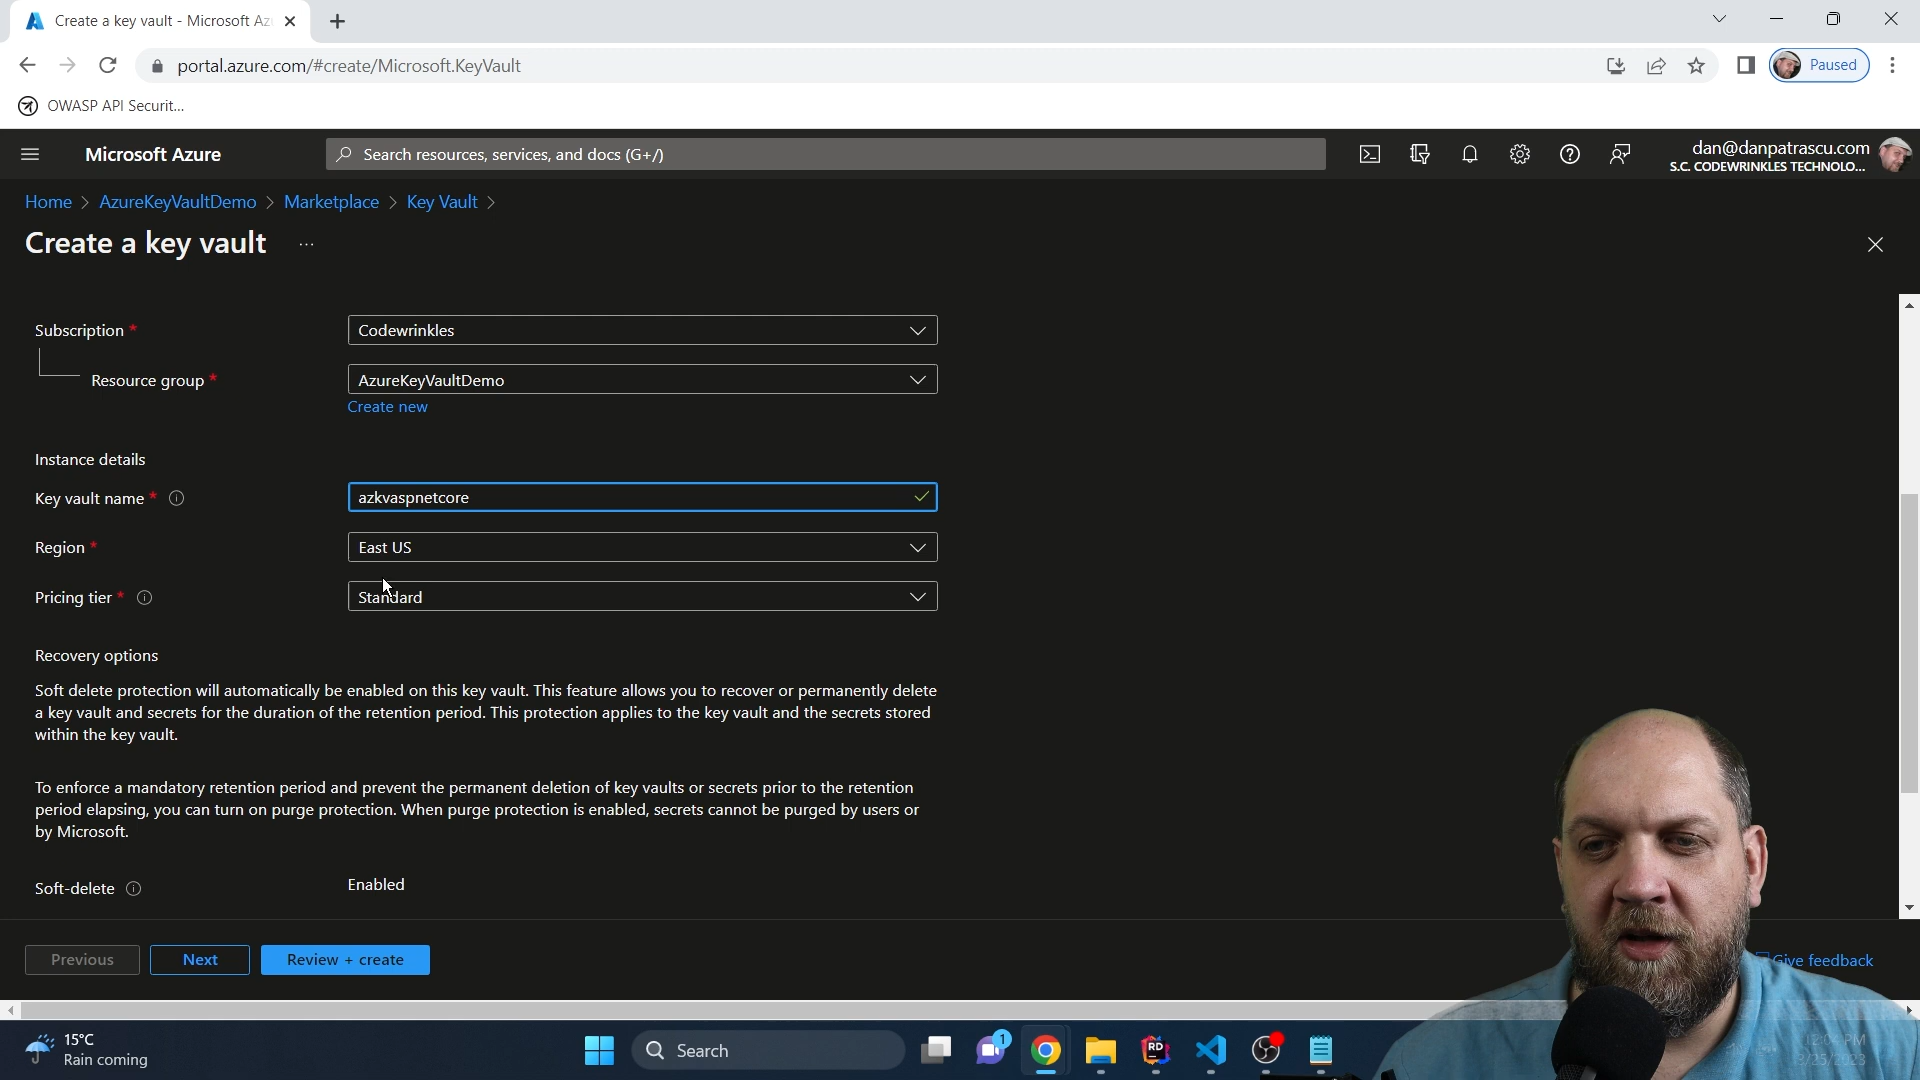 Create a key vault - Microsoft Az
portal.azure.com/#create/Microsoft.KeyVault
Paused
OWASP API Securit...
Microsoft Azure
Search resources, services, and docs (G+/)
dan@danpatrascu.com
S.C. CODEWRINKLES TECHNOLO...
Home > AzureKeyVaultDemo > Marketplace > Key Vault >
Create a key vault ...
Subscription *
Codewrinkles
Resource group *
AzureKeyVaultDemo
Create new
Instance details
Key vault name *
azkvaspnetcore
Region *
East US
Pricing tier *
Standard
Recovery options
Soft delete protection will automatically be enabled on this key vault. This feature allows you to recover or permanently delete
a key vault and secrets for the duration of the retention period. This protection applies to the key vault and the secrets stored
within the key vault.
To enforce a mandatory retention period and prevent the permanent deletion of key vaults or secrets prior to the retention
period elapsing, you can turn on purge protection. When purge protection is enabled, secrets cannot be purged by users or
by Microsoft.
Soft-delete
Enabled
Previous
Next
Review + create
Give feedback
15°C
Rain coming
Search
1
RD